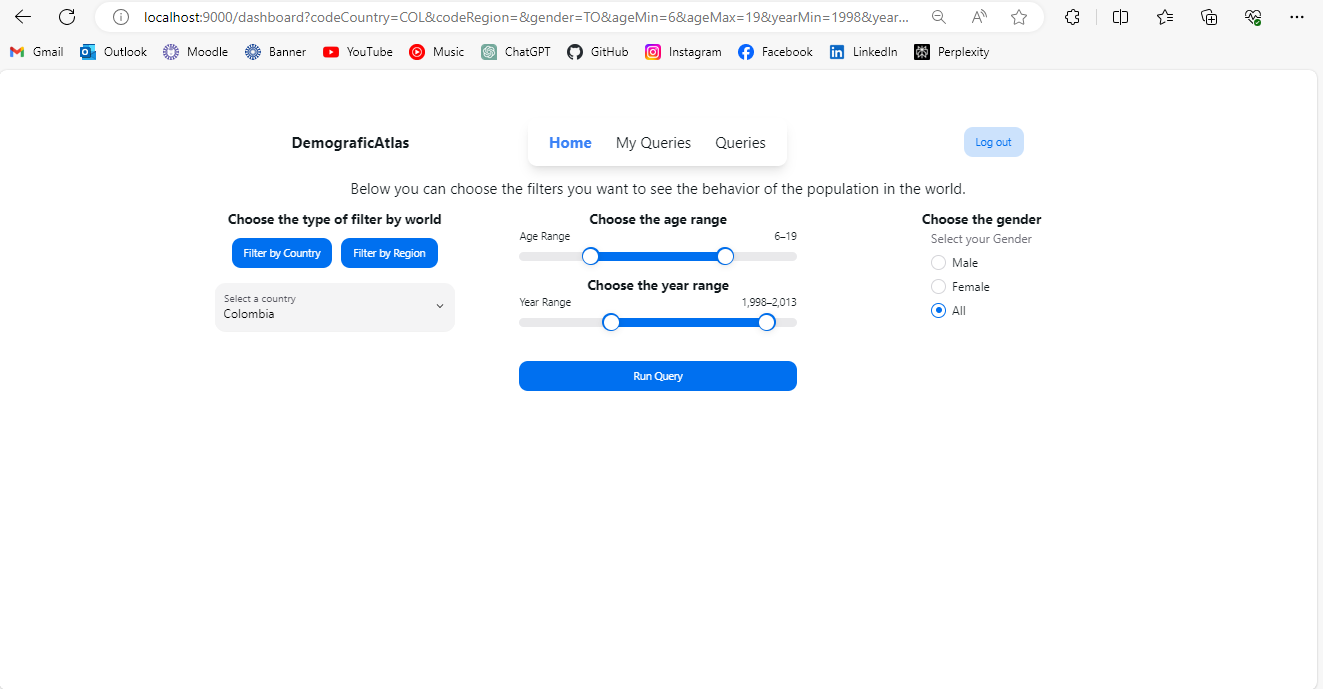 localhost:9000/dashboard?codeCountry=COL&codeRegion=&gender=TO&ageMin=6&ageMax=19&yearMin=1998&year...
Gmail Outlook Moodle Banner YouTube Music ChatGPT GitHub Instagram Facebook LinkedIn Perplexity
DemograficAtlas Home My Queries Queries Log out
Below you can choose the filters you want to see the behavior of the population in the world.
Choose the type of filter by world
Filter by Country Filter by Region
Select a country
Colombia
Choose the age range
Age Range 6–19
Choose the year range
Year Range 1,998–2,013
Run Query
Choose the gender
Select your Gender
Male
Female
All